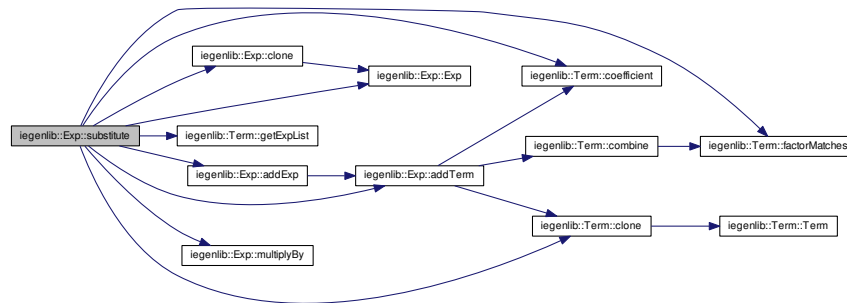 iegenlib::Exp::substitute
iegenlib::Exp::clone
iegenlib::Term::getExpList
iegenlib::Exp::addExp
iegenlib::Exp::multiplyBy
iegenlib::Exp::Exp
iegenlib::Exp::addTerm
iegenlib::Term::coefficient
iegenlib::Term::combine
iegenlib::Term::clone
iegenlib::Term::factorMatches
iegenlib::Term::Term